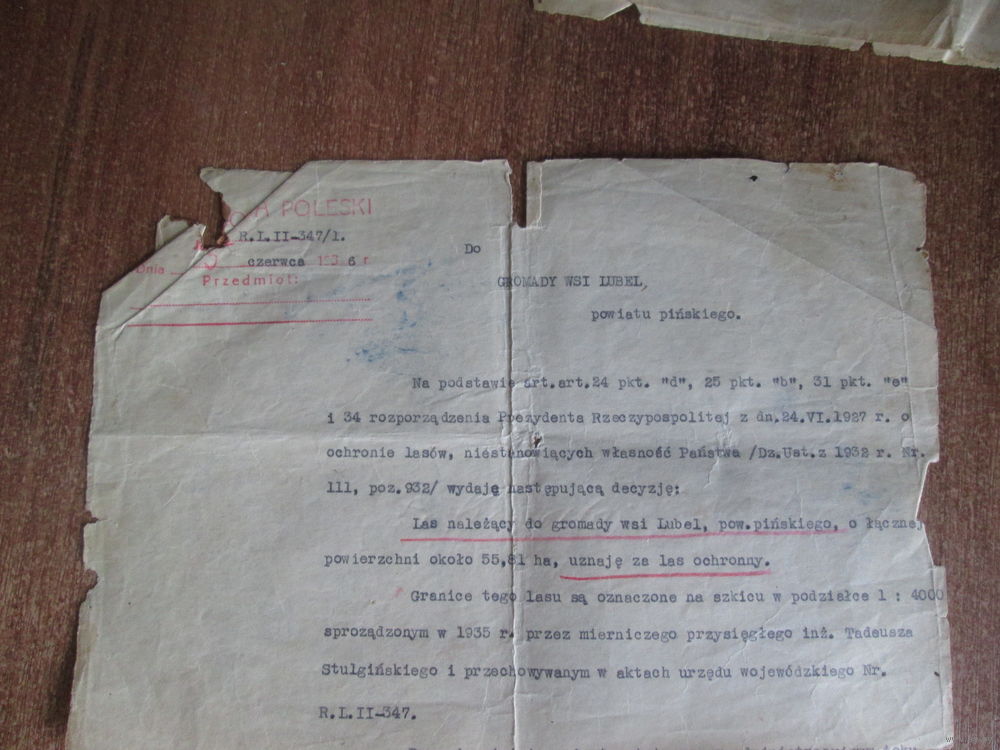 POLESKI
R.L.II-347/1.
Dnia czerwca 1936 r
Przedmiot:
Do
GROMADY WSI LUBEL,
powiatu pińskiego.
Na podstawie art.art.24 pkt. "d", 25 pkt. "b", 31 pkt. "e"
i 34 rozporządzenia Prezydenta Rzeczypospolitej z dn.24.VI.1927 r. o
ochronie lasów, niestanowiących własność Państwa /Dz.Ust.z 1932 r. Nr.
111, poz.932/ wydaję następującą decyzję:
Las należący do gromady wsi Lubel, pow.pińskiego, o łącznej
powierzchni około 55,81 ha, uznaję za las ochronny.
Granice tego lasu są oznaczone na szkicu w podziałce 1 : 4000
sproządzonym w 1935 r. przez mierniczego przysięgłego inż. Tadeusza
Stulgińskiego i przechowywanym w aktach urzędu wojewódzkiego Nr.
R.L.II-347.